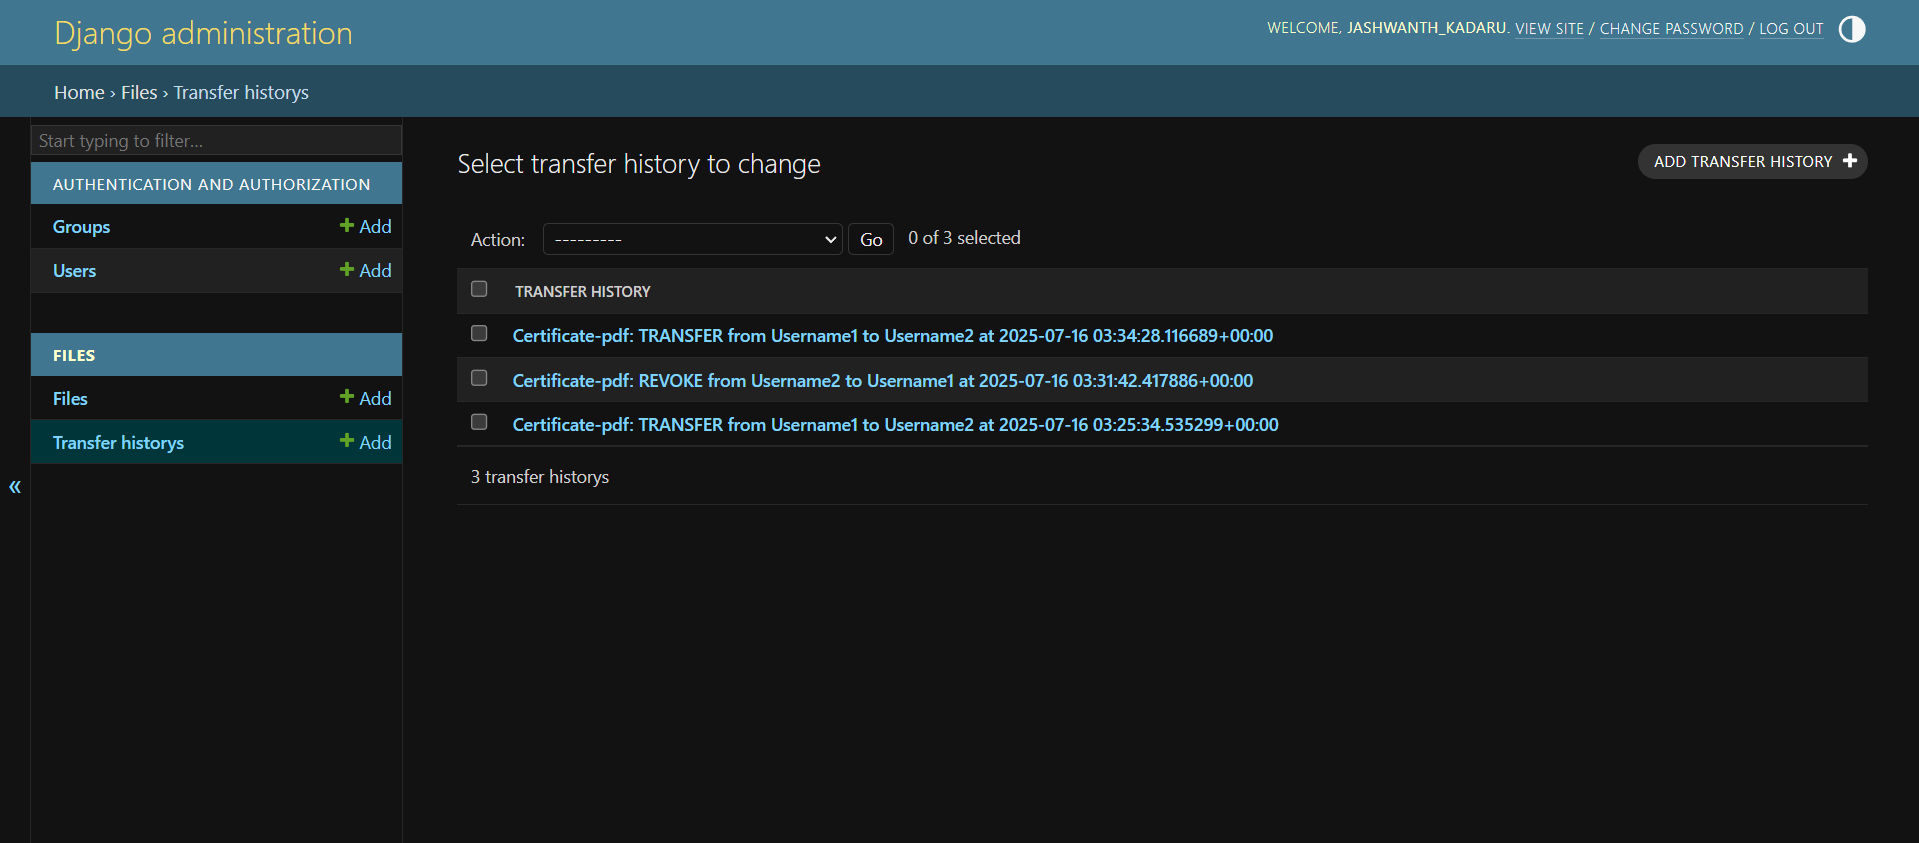 Django administration
WELCOME, JASHWANTH_KADARU. VIEW SITE / CHANGE PASSWORD / LOG OUT
Home › Files › Transfer historys
Start typing to filter...
AUTHENTICATION AND AUTHORIZATION
Groups + Add
Users + Add
FILES
Files + Add
Transfer historys + Add
«
Select transfer history to change
ADD TRANSFER HISTORY +
Action: --------- Go 0 of 3 selected
TRANSFER HISTORY
Certificate-pdf: TRANSFER from Username1 to Username2 at 2025-07-16 03:34:28.116689+00:00
Certificate-pdf: REVOKE from Username2 to Username1 at 2025-07-16 03:31:42.417886+00:00
Certificate-pdf: TRANSFER from Username1 to Username2 at 2025-07-16 03:25:34.535299+00:00
3 transfer historys